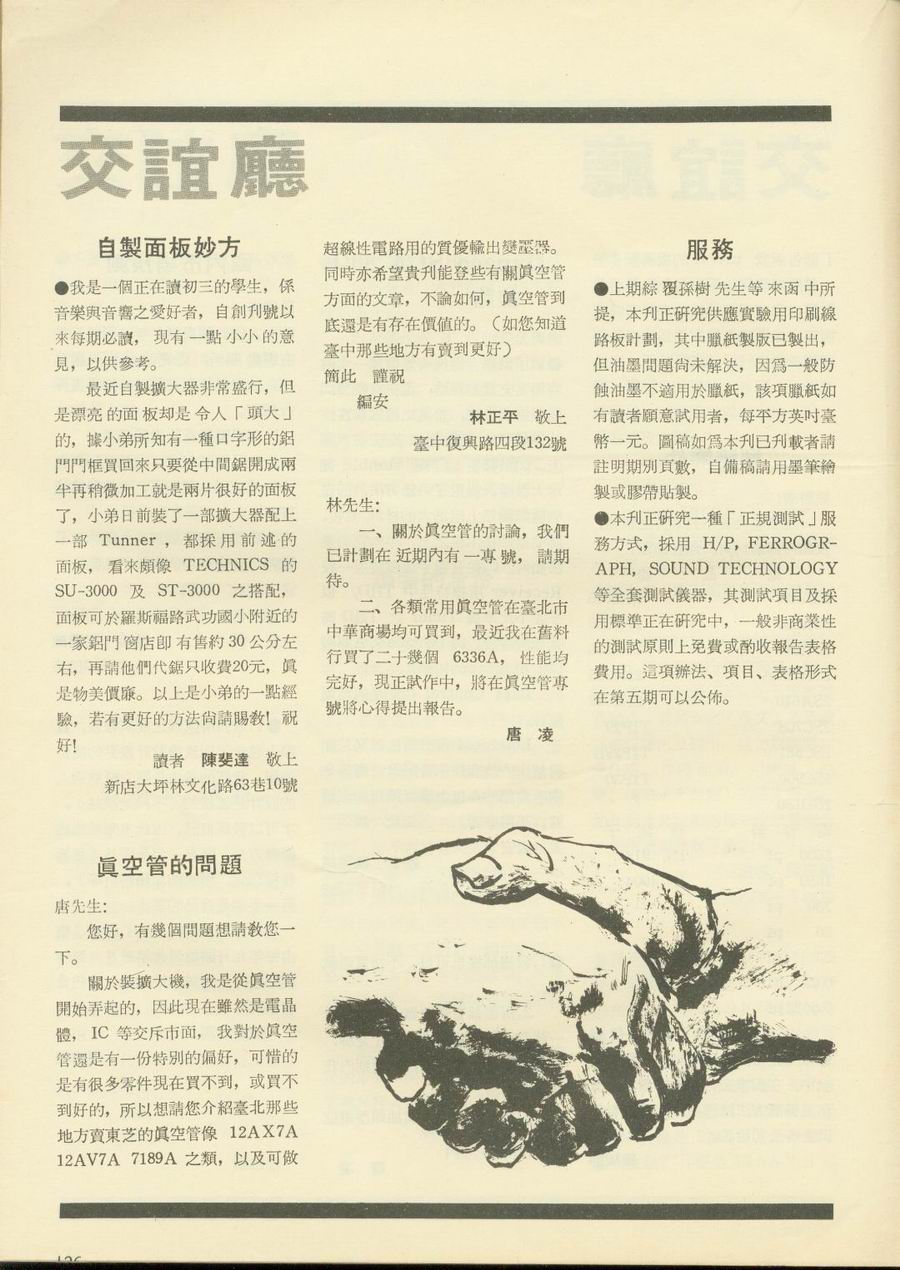 交誼廳
自製面板妙方
●我是一個正在讀初三的學生，係
音樂與音響之愛好者，自創刋號以
來每期必讀，現有一點小小的意
見，以供參考。
最近自製擴大器非常盛行，但
是漂亮的面板却是令人「頭大」
的，據小弟所知有一種口字形的鋁
門門框買回來只要從中間鋸開成兩
半再稍微加工就是兩片很好的面板
了，小弟日前裝了一部擴大器配上
一部 Tunner ，都採用前述的
面板，看來頗像 TECHNICS 的
SU-3000 及 ST-3000 之搭配，
面板可於羅斯福路武功國小附近的
一家鋁門窗店卽有售約 30 公分左
右，再請他們代鋸只收費20元，眞
是物美價廉。以上是小弟的一點經
驗，若有更好的方法尙請賜敎！祝
好！
讀者 陳斐達 敬上
新店大坪林文化路63巷10號
眞空管的問題
唐先生：
您好，有幾個問題想請敎您一
下。
關於裝擴大機，我是從眞空管
開始弄起的，因此現在雖然是電晶
體， IC 等交斥市面，我對於眞空
管還是有一份特別的偏好，可惜的
是有很多零件現在買不到，或買不
到好的，所以想請您介紹臺北那些
地方賣東芝的眞空管像 12AX7A
12AV7A 7189A 之類，以及可做
超線性電路用的質優輸出變壓器。
同時亦希望貴刋能登些有關眞空管
方面的文章，不論如何，眞空管到
底還是有存在價值的。（如您知道
臺中那些地方有賣到更好）
簡此 謹祝
編安
林正平 敬上
臺中復興路四段132號
林先生：
一、關於眞空管的討論，我們
已計劃在近期內有一專號，請期
待。
二、各類常用眞空管在臺北市
中華商場均可買到，最近我在舊料
行買了二十幾個 6336A， 性能均
完好，現正試作中，將在眞空管專
號將心得提出報告。
唐 凌
服務
●上期綜覆孫樹先生等來函中所
提，本刋正硏究供應實驗用印刷線
路板計劃，其中臘紙製版已製出，
但油墨問題尙未解決，因爲一般防
蝕油墨不適用於臘紙，該項臘紙如
有讀者願意試用者，每平方英吋臺
幣一元。圖稿如爲本刋已刋載者請
註明期別頁數，自備稿請用墨筆繪
製或膠帶貼製。
●本刋正硏究一種「正規測試」服
務方式，採用 H/P, FERROGR-
APH, SOUND TECHNOLOGY
等全套測試儀器，其測試項目及採
用標準正在硏究中，一般非商業性
的測試原則上免費或酌收報告表格
費用。這項辦法、項目、表格形式
在第五期可以公佈。